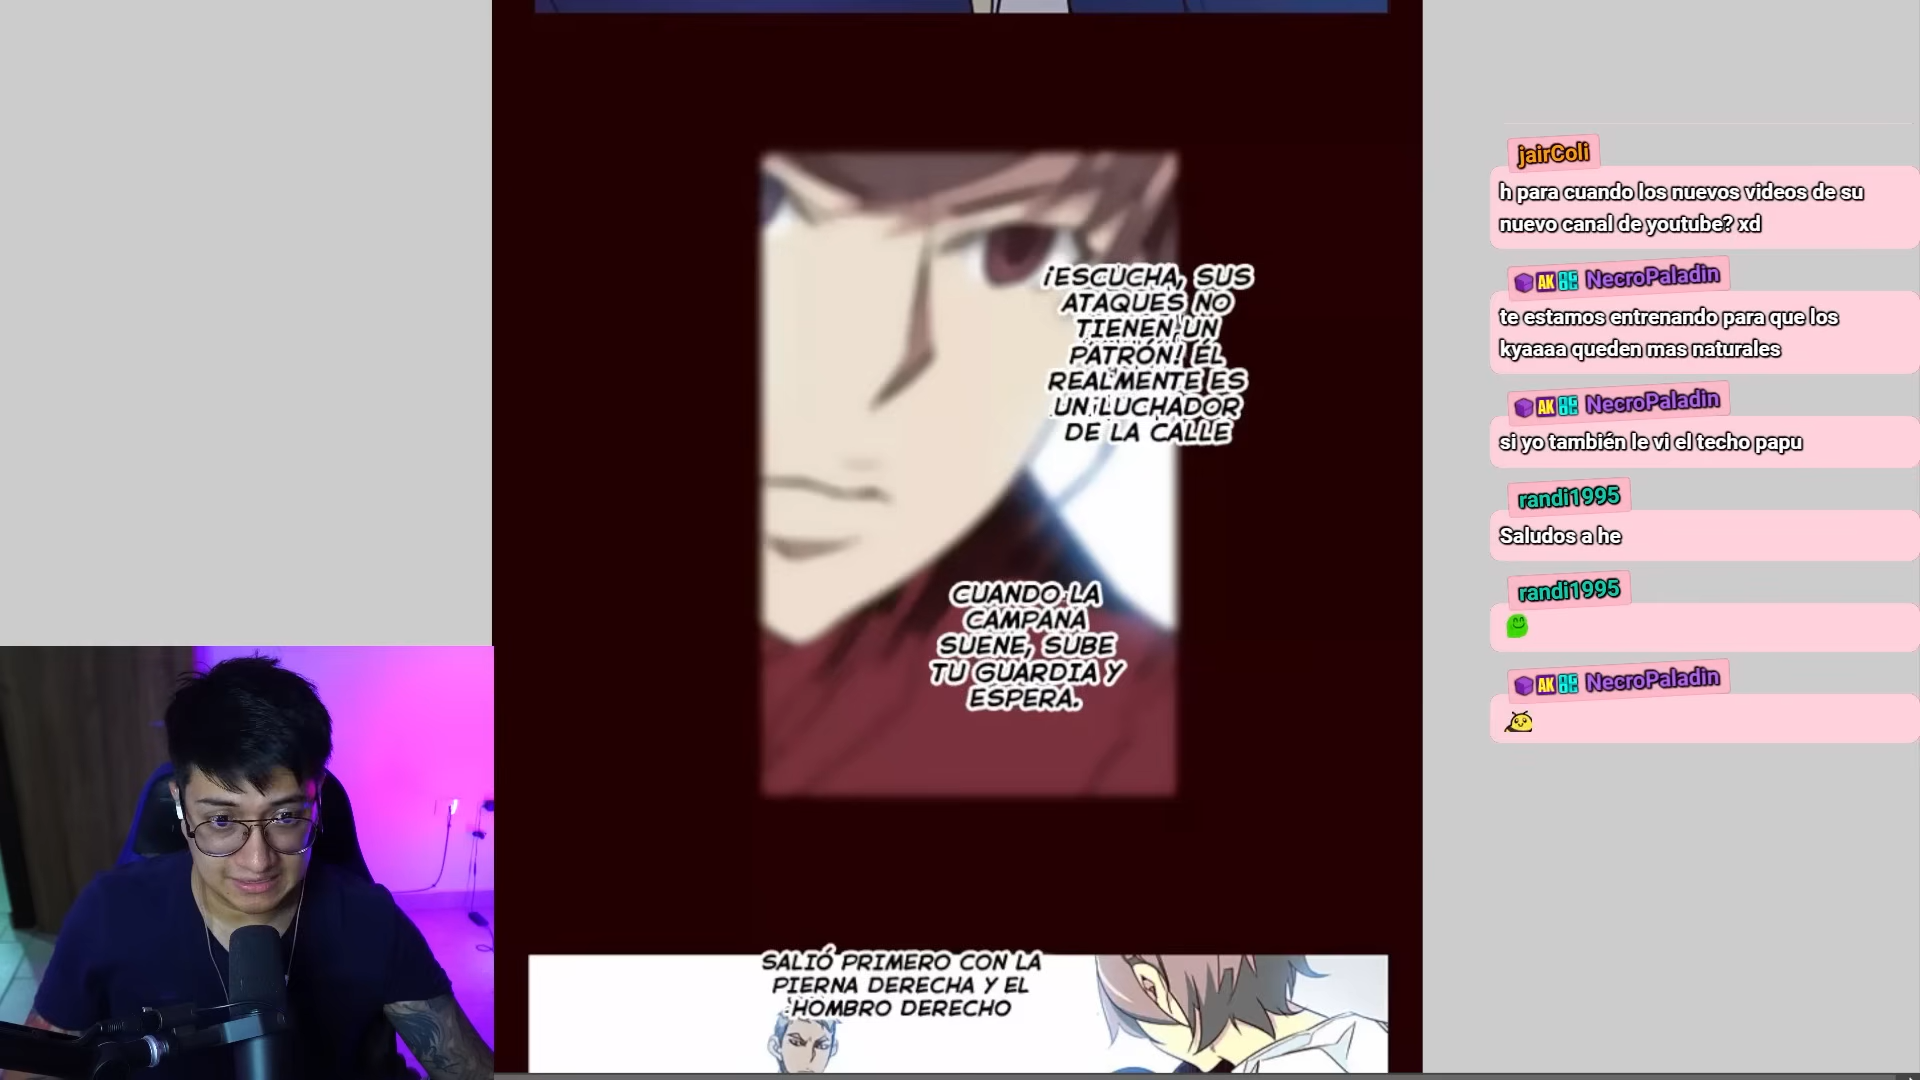 ¡ESCUCHA, SUS
ATAQUES NO
TIENEN UN
PATRÓN! ÉL
REALMENTE ES
UN LUCHADOR
DE LA CALLE
CUANDO LA
CAMPANA
SUENE, SUBE
TU GUARDIA Y
ESPERA.
SALIÓ PRIMERO CON LA
PIERNA DERECHA Y EL
HOMBRO DERECHO
jairColi
h para cuando los nuevos videos de su
nuevo canal de youtube? xd
AK NecroPaladin
te estamos entrenando para que los
kyaaaa queden mas naturales
AK NecroPaladin
si yo también le vi el techo papu
randi1995
Saludos a he
randi1995
AK NecroPaladin